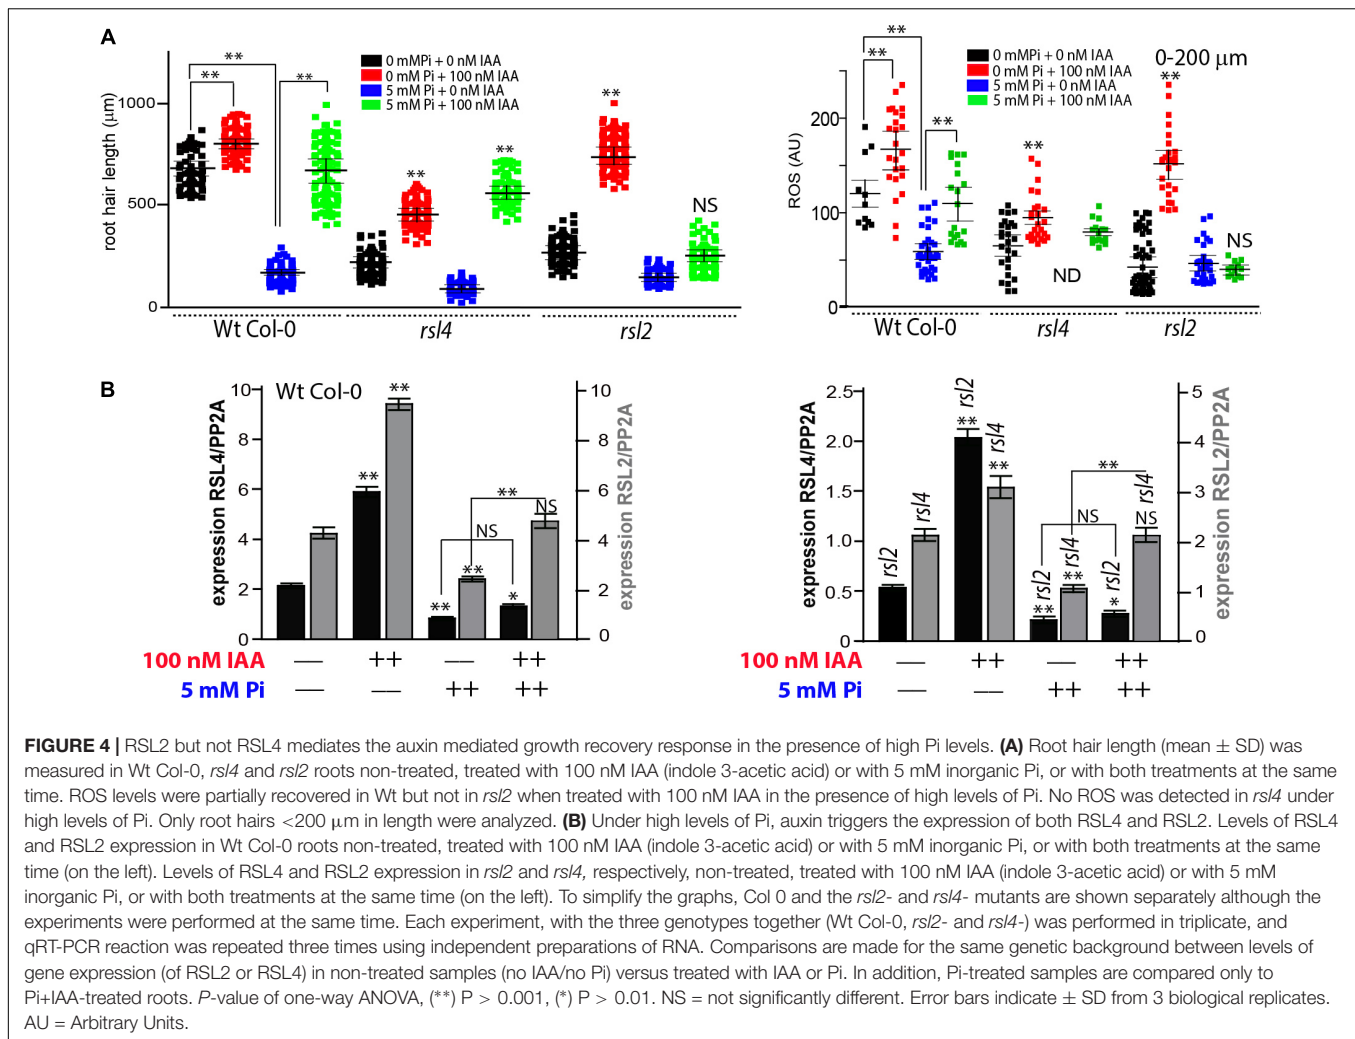 A
**
**
**
0 mMPi + 0 nM IAA
0 mM Pi + 100 nM IAA
5 mM Pi + 0 nM IAA
5 mM Pi + 100 nM IAA
**
**
**
NS
root hair length (μm)
1000
500
0
Wt Col-0
rsl4
rsl2
**
**
**
0 mMPi + 0 nM IAA
0 mM Pi + 100 nM IAA
5 mM Pi + 0 nM IAA
5 mM Pi + 100 nM IAA
0-200 μm
**
**
ND
NS
ROS (AU)
200
100
0
Wt Col-0
rsl4
rsl2
B
Wt Col-0
expression RSL4/PP2A
10
8
6
4
2
0
**
**
**
**
NS
*
**
NS
10
8
6
4
2
0
expression RSL2/PP2A
100 nM IAA — ++ — ++
5 mM Pi — — ++ ++
expression RSL4/PP2A
2.5
2.0
1.5
1.0
0.5
0
rsl2
rsl4
** rsl2
** rsl4
** rsl2
** rsl4
NS
* rsl2
**
NS rsl4
5
4
3
2
1
0
expression RSL2/PP2A
100 nM IAA — ++ — ++
5 mM Pi — — ++ ++
FIGURE 4 | RSL2 but not RSL4 mediates the auxin mediated growth recovery response in the presence of high Pi levels. (A) Root hair length (mean ± SD) was
measured in Wt Col-0, rsl4 and rsl2 roots non-treated, treated with 100 nM IAA (indole 3-acetic acid) or with 5 mM inorganic Pi, or with both treatments at the same
time. ROS levels were partially recovered in Wt but not in rsl2 when treated with 100 nM IAA in the presence of high levels of Pi. No ROS was detected in rsl4 under
high levels of Pi. Only root hairs <200 μm in length were analyzed. (B) Under high levels of Pi, auxin triggers the expression of both RSL4 and RSL2. Levels of RSL4
and RSL2 expression in Wt Col-0 roots non-treated, treated with 100 nM IAA (indole 3-acetic acid) or with 5 mM inorganic Pi, or with both treatments at the same
time (on the left). Levels of RSL4 and RSL2 expression in rsl2 and rsl4, respectively, non-treated, treated with 100 nM IAA (indole 3-acetic acid) or with 5 mM
inorganic Pi, or with both treatments at the same time (on the left). To simplify the graphs, Col 0 and the rsl2- and rsl4- mutants are shown separately although the
experiments were performed at the same time. Each experiment, with the three genotypes together (Wt Col-0, rsl2- and rsl4-) was performed in triplicate, and
qRT-PCR reaction was repeated three times using independent preparations of RNA. Comparisons are made for the same genetic background between levels of
gene expression (of RSL2 or RSL4) in non-treated samples (no IAA/no Pi) versus treated with IAA or Pi. In addition, Pi-treated samples are compared only to
Pi+IAA-treated roots. P-value of one-way ANOVA, (**) P > 0.001, (*) P > 0.01. NS = not significantly different. Error bars indicate ± SD from 3 biological replicates.
AU = Arbitrary Units.